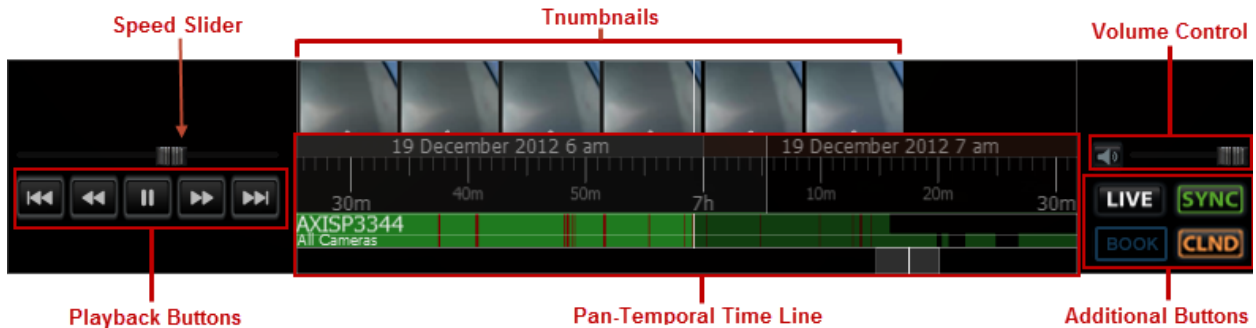 Speed Slider
Tnumbnails
Volume Control
19 December 2012 6 am
19 December 2012 7 am
30m
40m
50m
7h
10m
20m
30m
AXISP3344
All Cameras
LIVE
SYNC
BOOK
CLND
Playback Buttons
Pan-Temporal Time Line
Additional Buttons